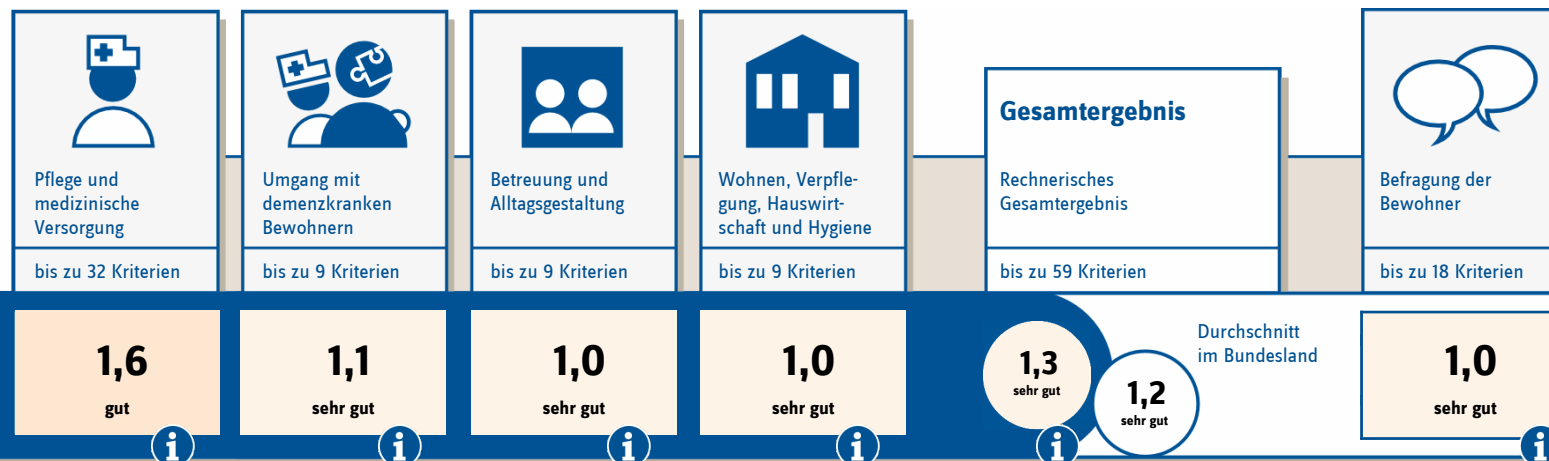 Pflege und
medizinische
Versorgung
bis zu 32 Kriterien
1,6
gut
i
Umgang mit
demenzkranken
Bewohnern
bis zu 9 Kriterien
1,1
sehr gut
i
Betreuung und
Alltagsgestaltung
bis zu 9 Kriterien
1,0
sehr gut
i
Wohnen, Verpfle-
gung, Hauswirt-
schaft und Hygiene
bis zu 9 Kriterien
1,0
sehr gut
i
Gesamtergebnis
Rechnerisches
Gesamtergebnis
bis zu 59 Kriterien
1,3
sehr gut
i
Durchschnitt
im Bundesland
1,2
sehr gut
Befragung der
Bewohner
bis zu 18 Kriterien
1,0
sehr gut
i